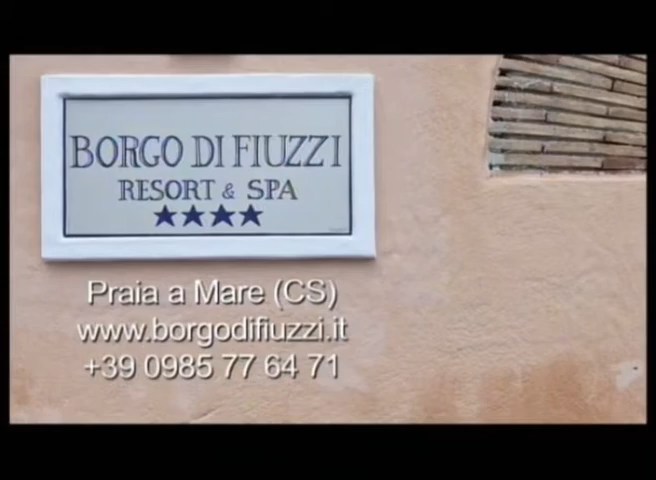 BORGO DI FIUZZI
RESORT & SPA
Praia a Mare (CS)
www.borgodifiuzzi.it
+39 0985 77 64 71